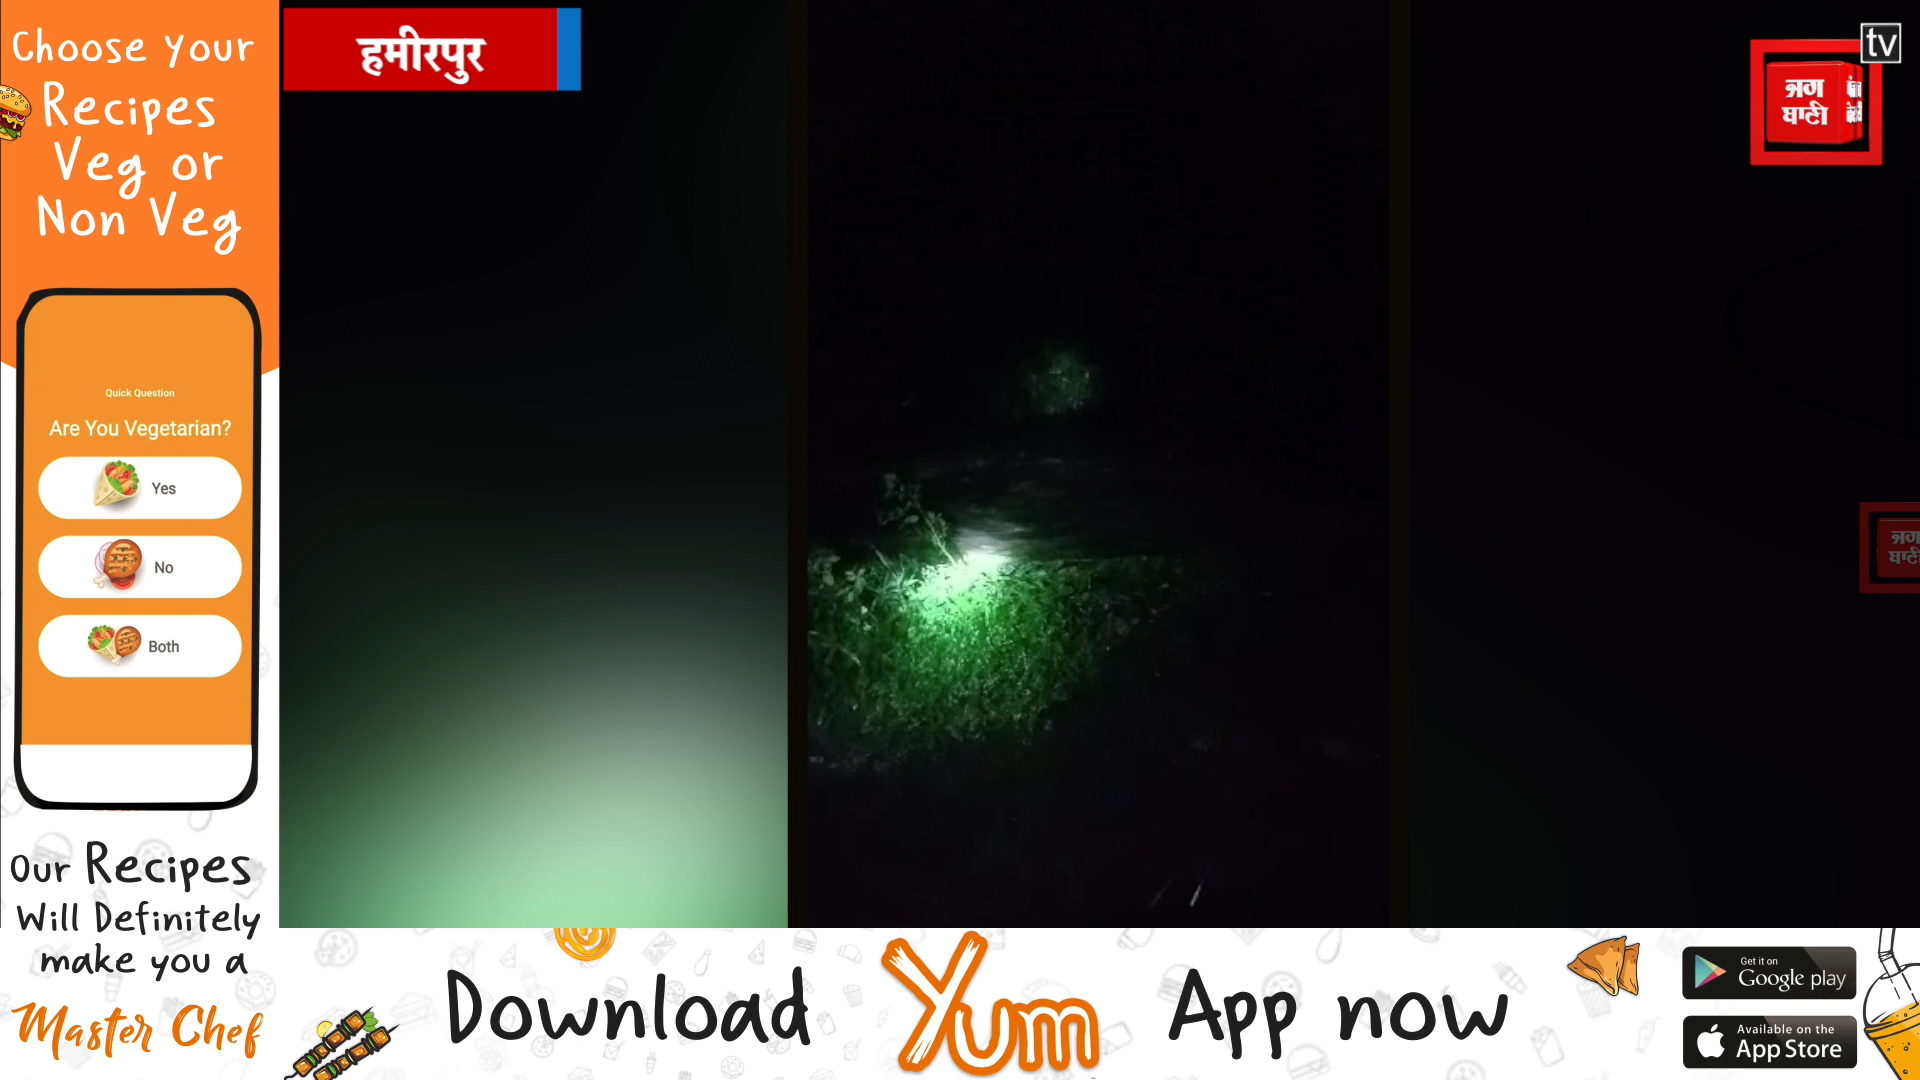 Choose your
Recipes
Veg or
Non Veg
Quick Question
Are You Vegetarian?
Yes
No
Both
Our Recipes
Will Definitely
make you a
Master Chef
हमीरपुर
tv
ਜਗ
ਬਾਣੀ
ਜਗ
ਬਾਣੀ
Download Yum App now
Get it on
Google play
Available on the
App Store